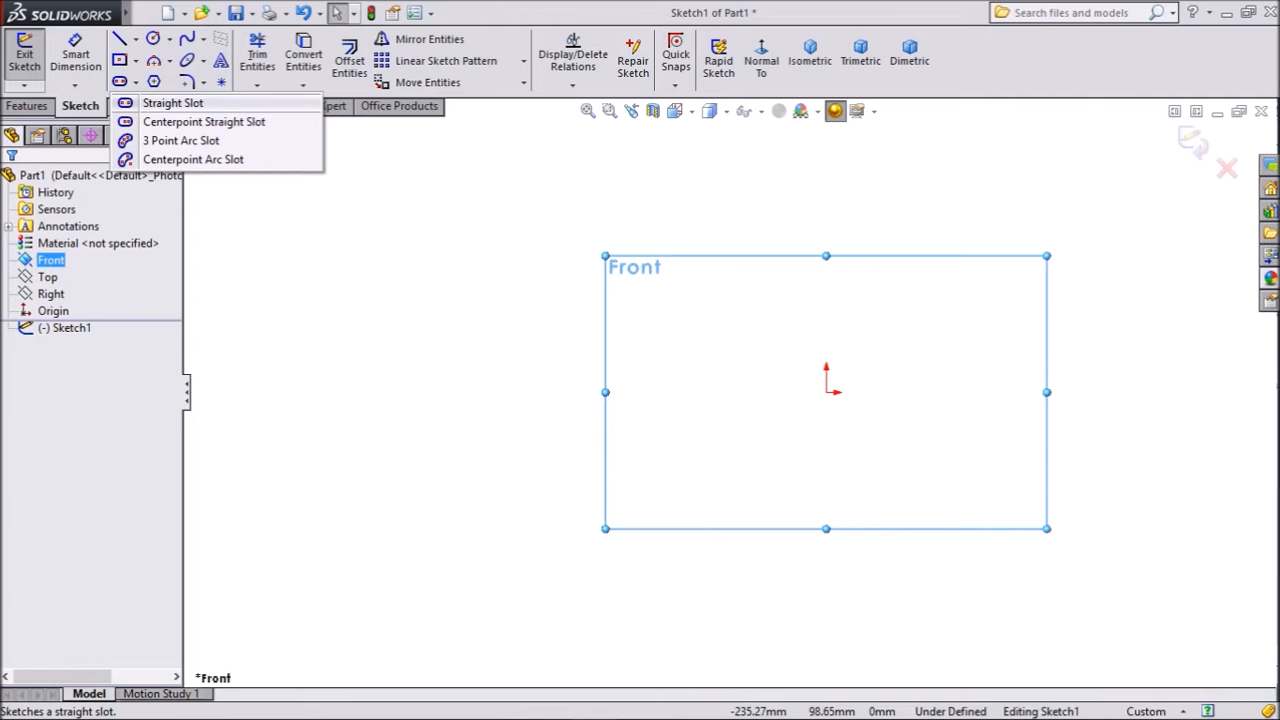 SOLIDWORKS
Sketch1 of Part1 *
Search files and models
Exit Sketch
Smart Dimension
Trim Entities
Convert Entities
Offset Entities
Mirror Entities
Linear Sketch Pattern
Move Entities
Display/Delete Relations
Repair Sketch
Quick Snaps
Rapid Sketch
Normal To
Isometric
Trimetric
Dimetric
Features
Sketch
xpert
Office Products
Straight Slot
Centerpoint Straight Slot
3 Point Arc Slot
Centerpoint Arc Slot
Part1 (Default<<Default>_Photo
History
Sensors
Annotations
Material <not specified>
Front
Top
Right
Origin
(-) Sketch1
Front
*Front
Model
Motion Study 1
Sketches a straight slot.
-235.27mm
98.65mm
0mm
Under Defined
Editing Sketch1
Custom